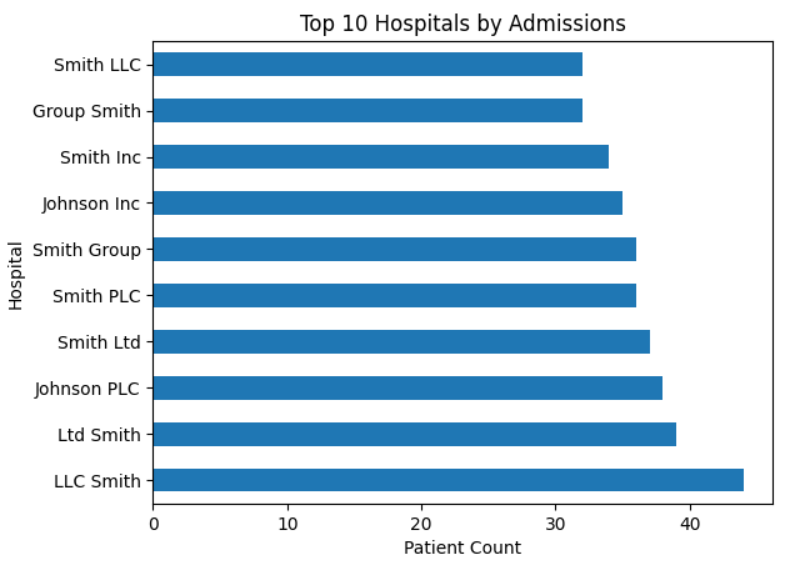 Top 10 Hospitals by Admissions
Hospital
Smith LLC
Group Smith
Smith Inc
Johnson Inc
Smith Group
Smith PLC
Smith Ltd
Johnson PLC
Ltd Smith
LLC Smith
0 10 20 30 40
Patient Count